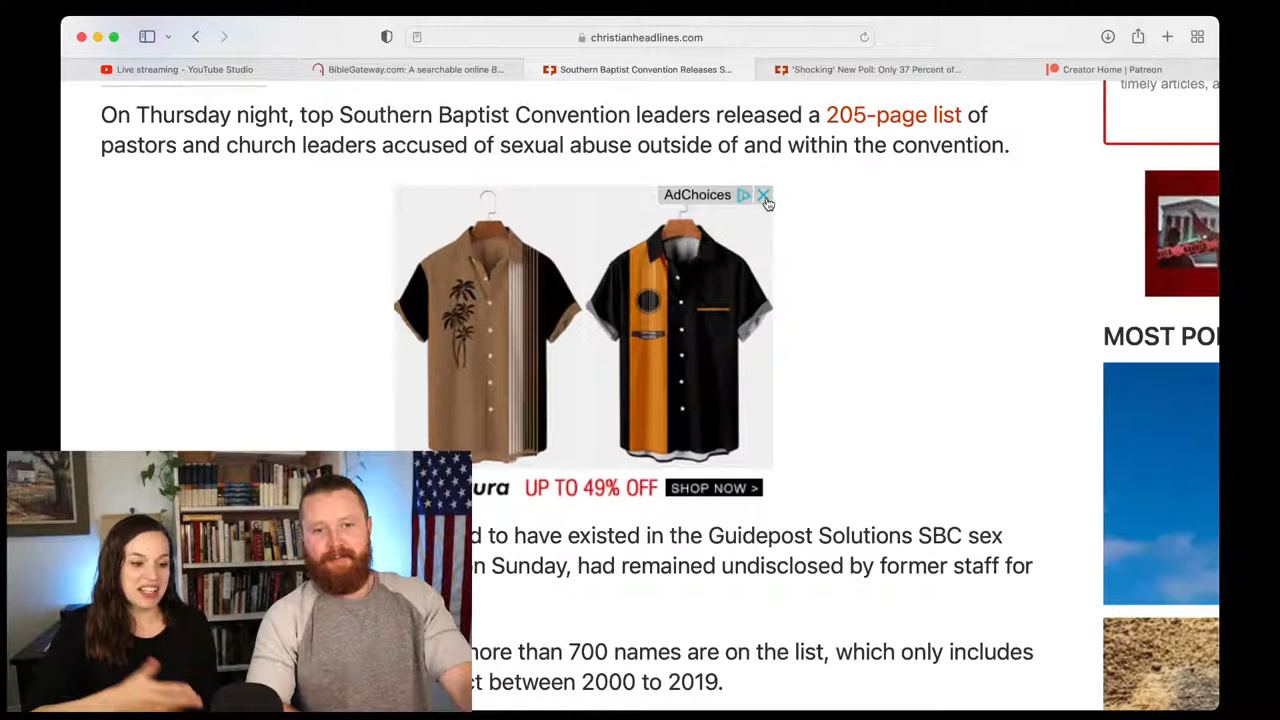 christianheadlines.com
Live streaming - YouTube Studio
BibleGateway.com: A searchable online B...
Southern Baptist Convention Releases S...
'Shocking' New Poll: Only 37 Percent of...
Creator Home | Patreon
timely articles, a
On Thursday night, top Southern Baptist Convention leaders released a 205-page list of
pastors and church leaders accused of sexual abuse outside of and within the convention.
AdChoices
MOST POP
ura UP TO 49% OFF SHOP NOW >
d to have existed in the Guidepost Solutions SBC sex
on Sunday, had remained undisclosed by former staff for
more than 700 names are on the list, which only includes
ct between 2000 to 2019.